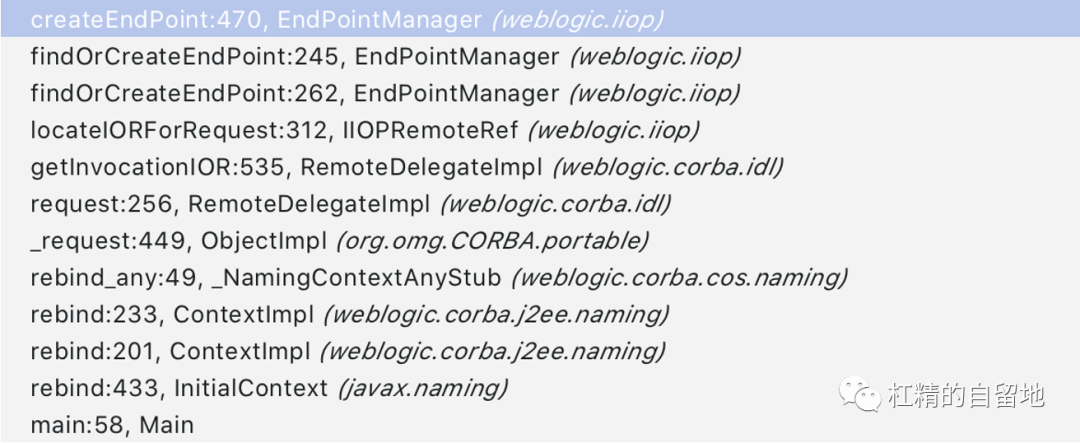 createEndPoint:470, EndPointManager (weblogic.iiop)
findOrCreateEndPoint:245, EndPointManager (weblogic.iiop)
findOrCreateEndPoint:262, EndPointManager (weblogic.iiop)
locateIORForRequest:312, IIOPRemoteRef (weblogic.iiop)
getInvocationIOR:535, RemoteDelegateImpl (weblogic.corba.idl)
request:256, RemoteDelegateImpl (weblogic.corba.idl)
_request:449, ObjectImpl (org.omg.CORBA.portable)
rebind_any:49, _NamingContextAnyStub (weblogic.corba.cos.naming)
rebind:233, ContextImpl (weblogic.corba.j2ee.naming)
rebind:201, ContextImpl (weblogic.corba.j2ee.naming)
rebind:433, InitialContext (javax.naming)
main:58, Main
杠精的自留地